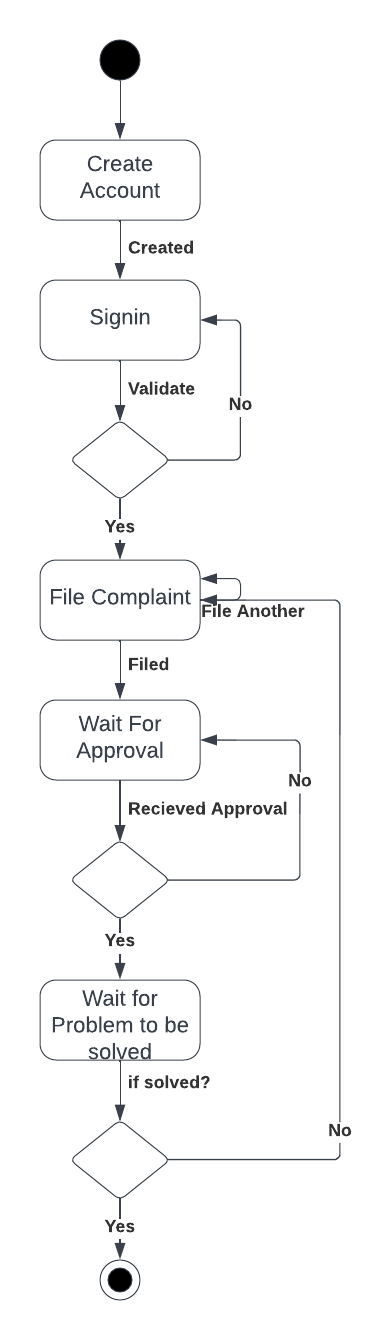 Create
Account
Created
Signin
Validate
No
Yes
File Complaint
File Another
Filed
Wait For
Approval
No
Recieved Approval
Yes
Wait for
Problem to be
solved
if solved?
No
Yes